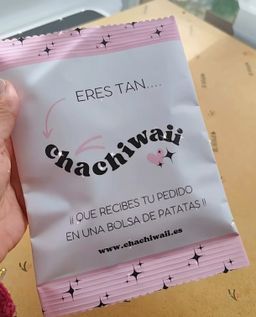 ERES TAN....
chachiwaii
¡¡ QUE RECIBES TU PEDIDO
EN UNA BOLSA DE PATATAS !!
www.chachiwaii.es